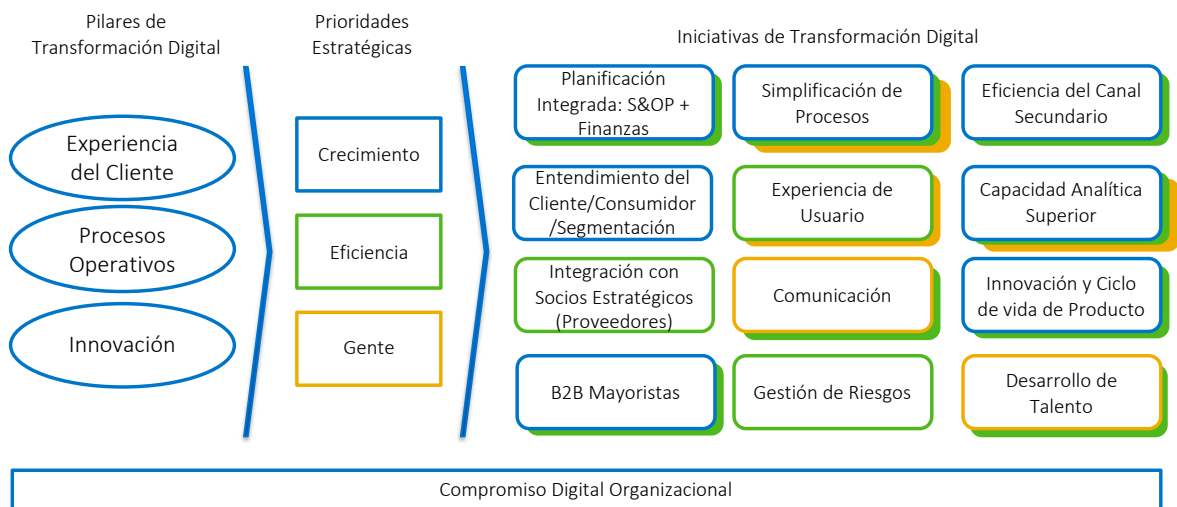 Pilares de
Transformación Digital
Prioridades
Estratégicas
Iniciativas de Transformación Digital
Experiencia
del Cliente
Procesos
Operativos
Innovación
Crecimiento
Eficiencia
Gente
Planificación
Integrada: S&OP +
Finanzas
Simplificación de
Procesos
Eficiencia del Canal
Secundario
Entendimiento del
Cliente/Consumidor
/Segmentación
Experiencia de
Usuario
Capacidad Analítica
Superior
Integración con
Socios Estratégicos
(Proveedores)
Comunicación
Innovación y Ciclo
de vida de Producto
B2B Mayoristas
Gestión de Riesgos
Desarrollo de
Talento
Compromiso Digital Organizacional